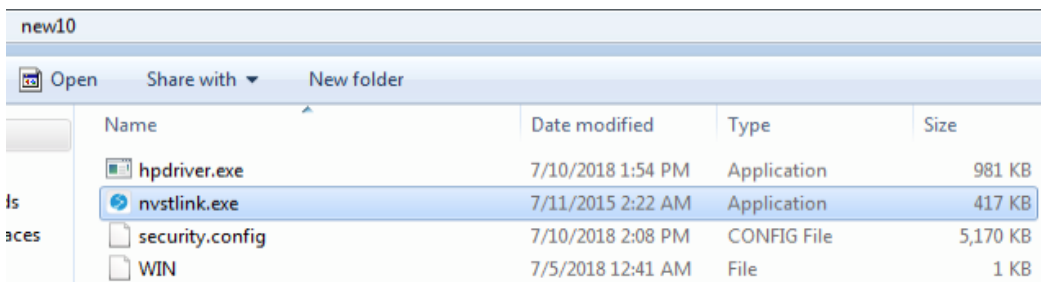 new10
Open Share with New folder
Name Date modified Type Size
hpdriver.exe 7/10/2018 1:54 PM Application 981 KB
ds nvstlink.exe 7/11/2015 2:22 AM Application 417 KB
aces security.config 7/10/2018 2:08 PM CONFIG File 5,170 KB
WIN 7/5/2018 12:41 AM File 1 KB